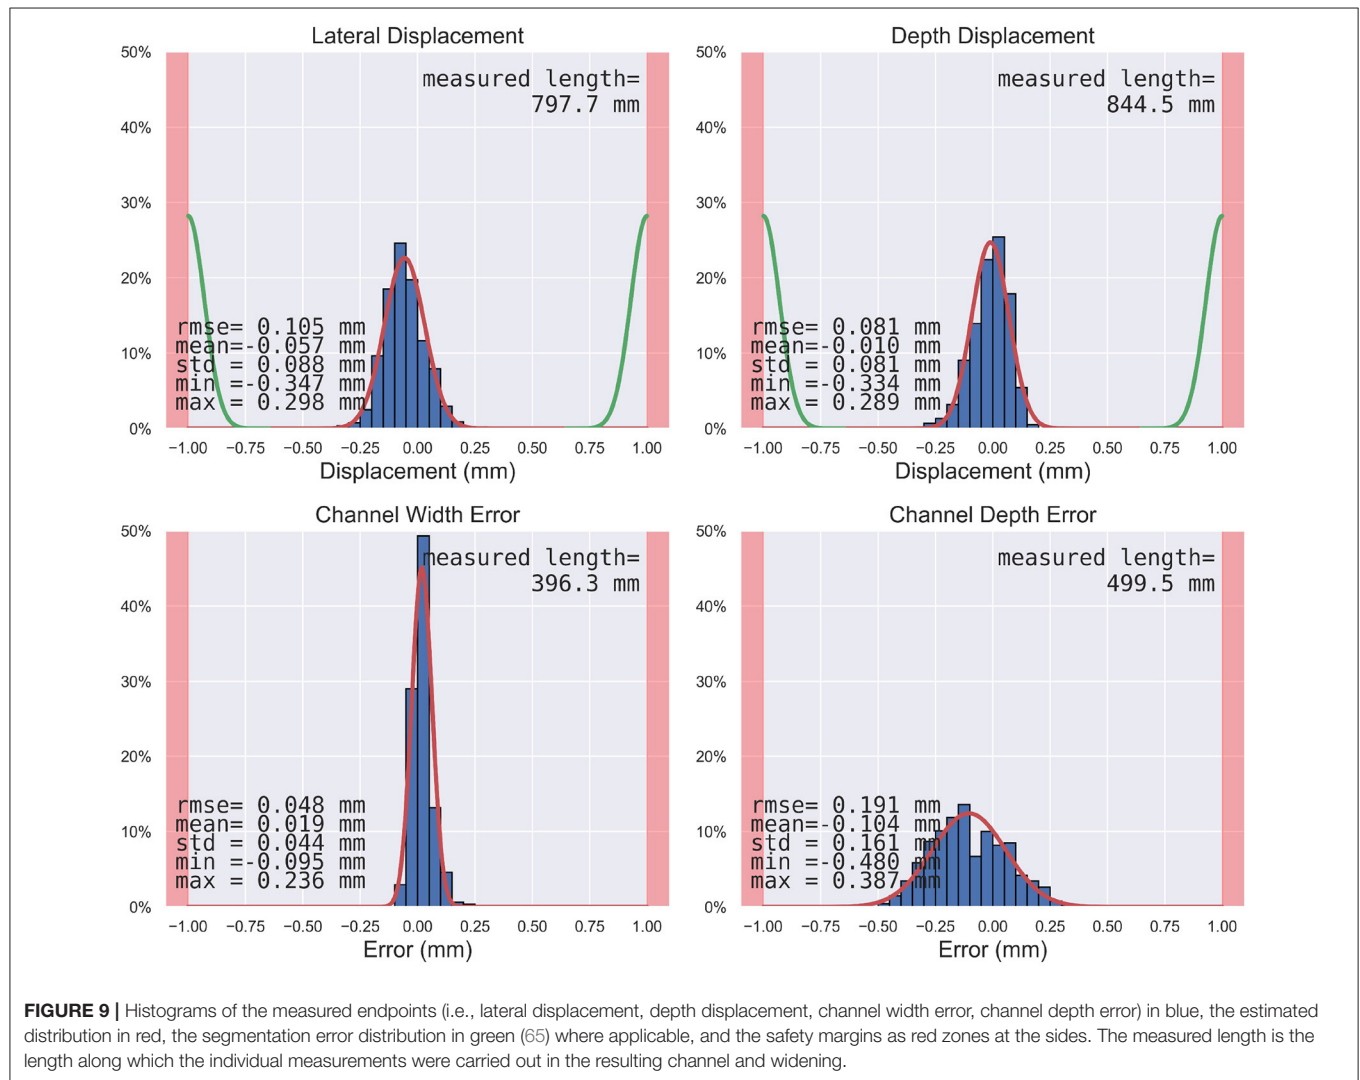 Lateral Displacement
50%
40%
30%
20%
10%
0%
measured length=
797.7 mm
rmse= 0.105 mm
mean=-0.057 mm
std = 0.088 mm
min =-0.347 mm
max = 0.298 mm
−1.00 −0.75 −0.50 −0.25 0.00 0.25 0.50 0.75 1.00
Displacement (mm)
Depth Displacement
50%
40%
30%
20%
10%
0%
measured length=
844.5 mm
rmse= 0.081 mm
mean=-0.010 mm
std = 0.081 mm
min =-0.334 mm
max = 0.289 mm
−1.00 −0.75 −0.50 −0.25 0.00 0.25 0.50 0.75 1.00
Displacement (mm)
Channel Width Error
50%
40%
30%
20%
10%
0%
measured length=
396.3 mm
rmse= 0.048 mm
mean= 0.019 mm
std = 0.044 mm
min =-0.095 mm
max = 0.236 mm
−1.00 −0.75 −0.50 −0.25 0.00 0.25 0.50 0.75 1.00
Error (mm)
Channel Depth Error
50%
40%
30%
20%
10%
0%
measured length=
499.5 mm
rmse= 0.191 mm
mean=-0.104 mm
std = 0.161 mm
min =-0.480 mm
max = 0.387 mm
−1.00 −0.75 −0.50 −0.25 0.00 0.25 0.50 0.75 1.00
Error (mm)
FIGURE 9 | Histograms of the measured endpoints (i.e., lateral displacement, depth displacement, channel width error, channel depth error) in blue, the estimated
distribution in red, the segmentation error distribution in green (65) where applicable, and the safety margins as red zones at the sides. The measured length is the
length along which the individual measurements were carried out in the resulting channel and widening.